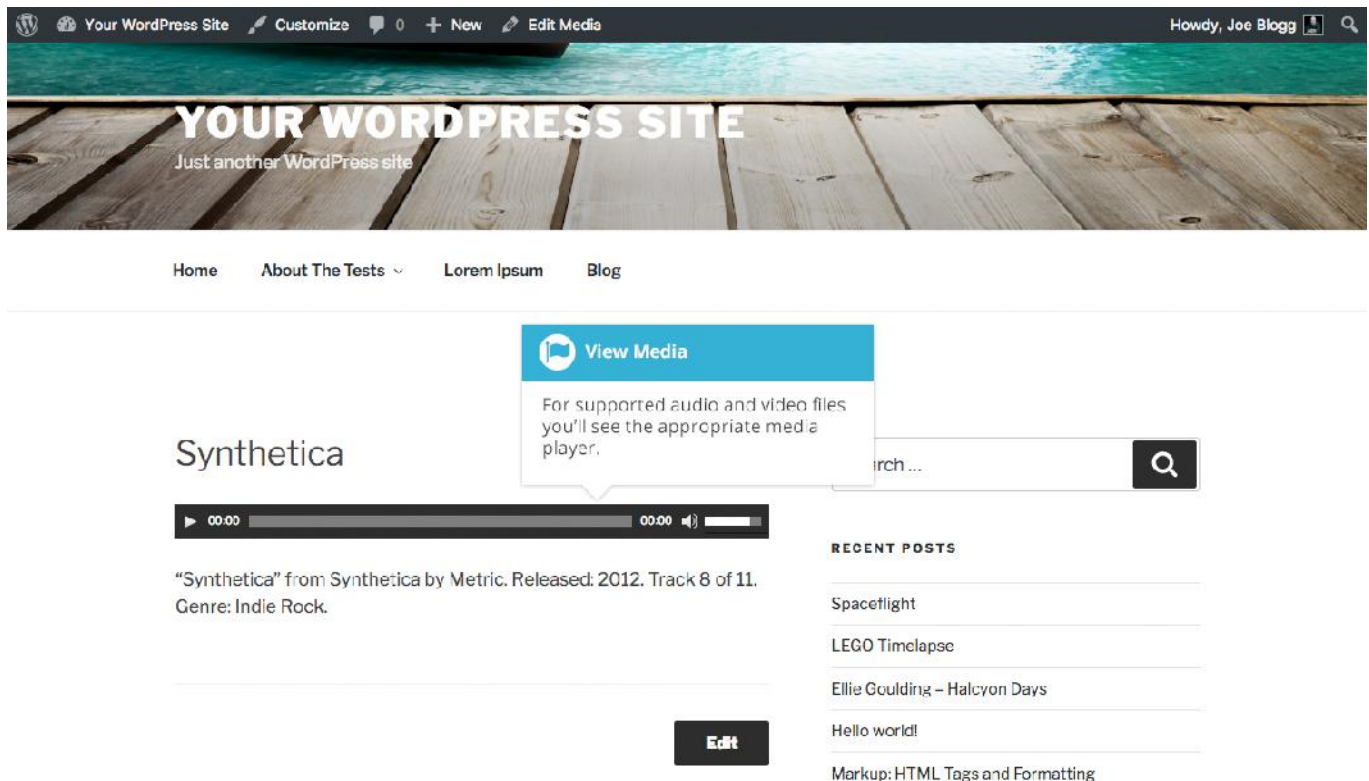 Your WordPress Site Customize 0 New Edit Media Howdy, Joe Blogg
YOUR WORDPRESS SITE
Just another WordPress site
Home About The Tests Lorem Ipsum Blog
View Media
For supported audio and video files
you'll see the appropriate media
player.
Synthetica
00:00 00:00
“Synthetica” from Synthetica by Metric. Released: 2012. Track 8 of 11.
Genre: Indie Rock.
Edit
rch ...
RECENT POSTS
Spaceflight
LEGO Timelapse
Ellie Goulding – Halcyon Days
Hello world!
Markup: HTML Tags and Formatting